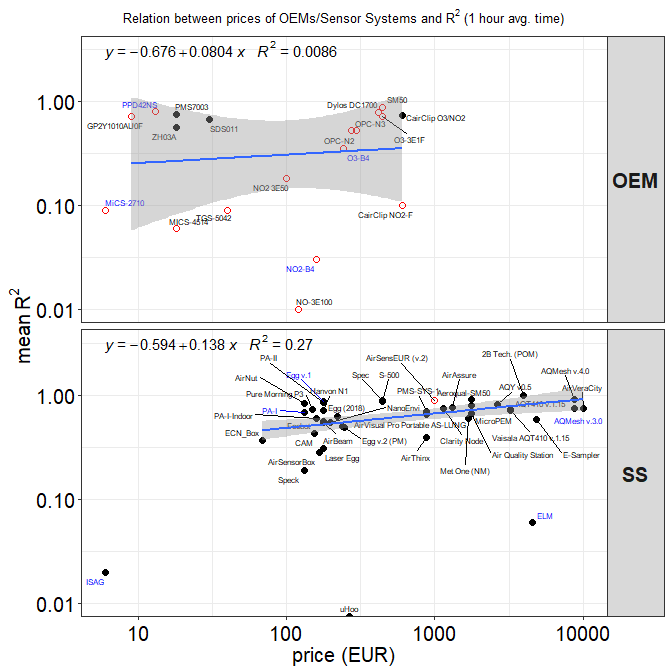 Relation between prices of OEMs/Sensor Systems and R² (1 hour avg. time)
y = −0.676 + 0.0804 x R² = 0.0086
SM50
PPD42NS
PMS7003
Dylos DC1700
GP2Y1010AU0F
CairClip O3/NO2
SDS011
OPC-N3
ZH03A
OPC-N2
O3-3E1F
O3-B4
NO2 3E50
MiCS-2710
TGS-5042
CairClip NO2-F
MICS-4514
NO2-B4
NO-3E100
1.00
0.10
0.01
OEM
mean R²
y = −0.594 + 0.138 x R² = 0.27
PA-II
AirSensEUR (v.2)
2B Tech. (POM)
AirNut
Egg v.1
Spec
S-500
AirAssure
AQMesh v.4.0
Pure Morning P3
Hanvon N1
PMS-SYS-1
Aeroqual-SM50
AQY v0.5
AirVeraCity
PA-I
Egg (2018)
NanoEnvi
AQT410 v.1.15
PA-I-Indoor
AirVisual Pro
Portable AS-LUNG
MicroPEM
AQMesh v.3.0
ECN_Box
CAM
AirBeam
Egg v.2 (PM)
Clarity Node
Vaisala AQT410 v.1.15
AirSensorBox
Laser Egg
AirThinx
Air Quality Station
E-Sampler
Speck
Met One (NM)
ELM
ISAG
uHoo
1.00
0.10
0.01
SS
10
100
1000
10000
price (EUR)